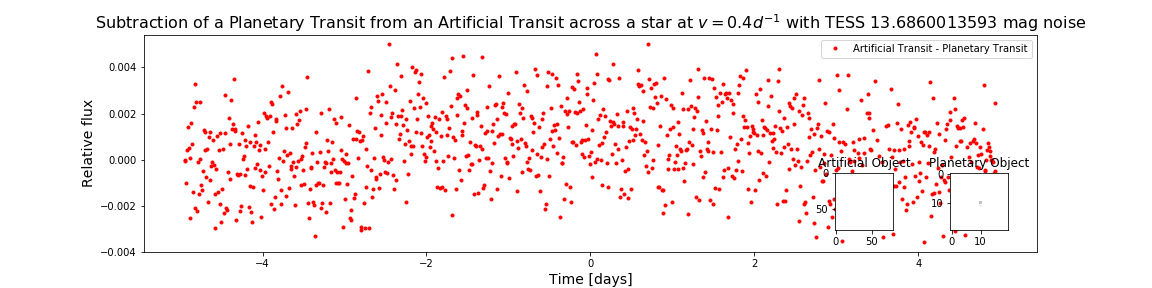 Subtraction of a Planetary Transit from an Artificial Transit across a star at v = 0.4d⁻¹ with TESS 13.6860013593 mag noise
Artificial Transit - Planetary Transit
Relative flux
0.004
0.002
0.000
−0.002
−0.004
Artificial Object
0
50
0 50
Planetary Object
0
10
0 10
−4 −2 0 2 4
Time [days]